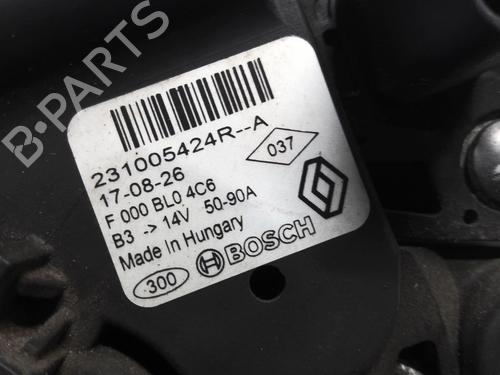 B-PARTS
231005424R--A
17-08-26
037
F 000 BL0 4C6
B3 -> 14V 50-90A
Made In Hungary
BOSCH
300